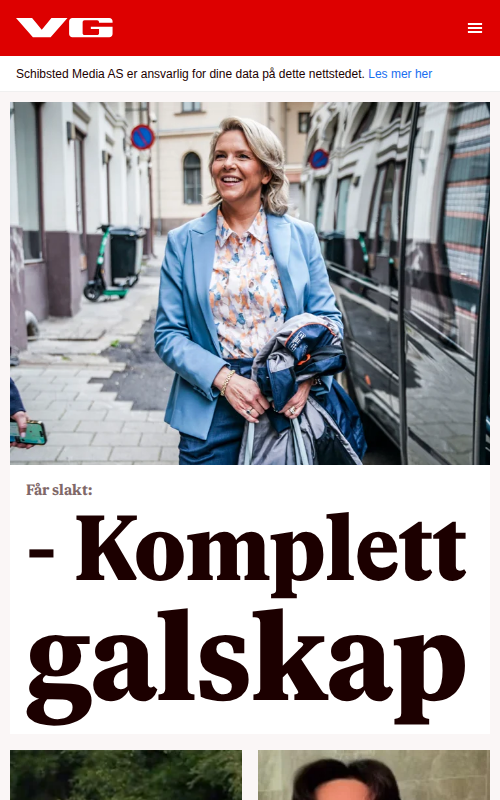 VG
Schibsted Media AS er ansvarlig for dine data på dette nettstedet. Les mer her
Får slakt:
- Komplett
galskap